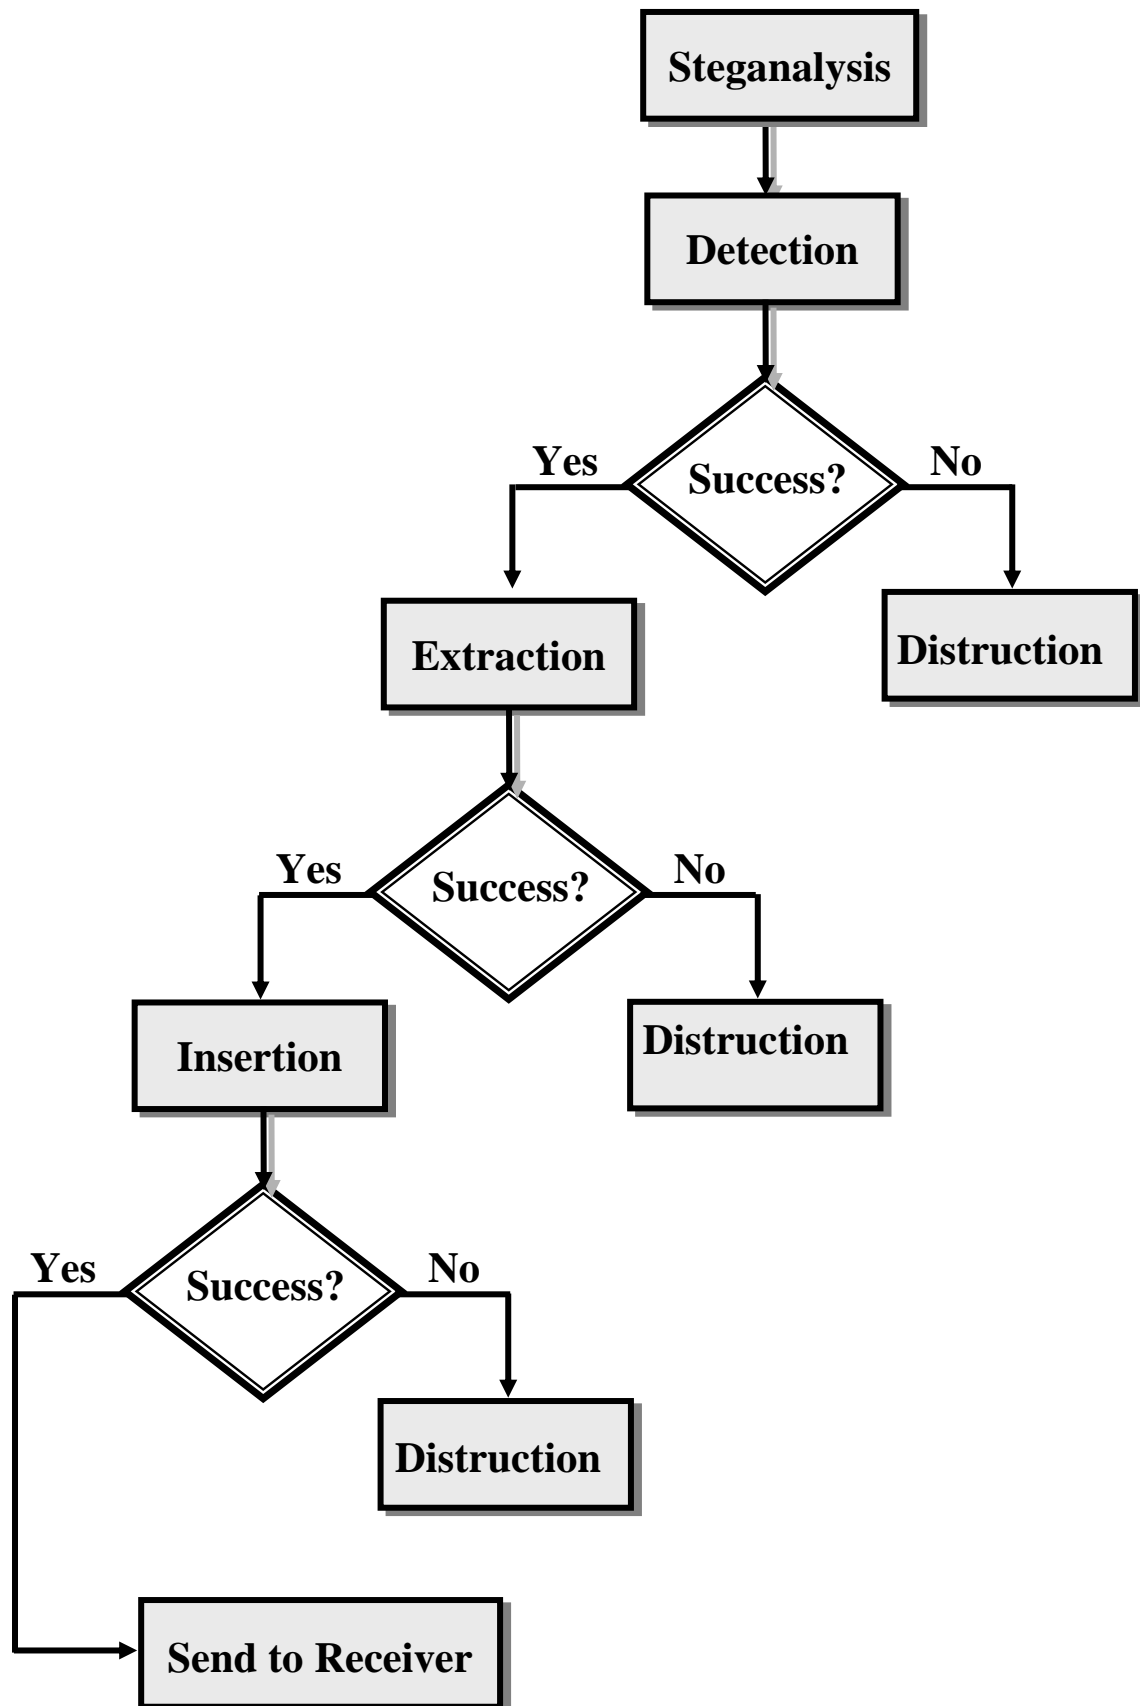 Steganalysis
Detection
Yes
Success?
No
Extraction
Distruction
Yes
Success?
No
Insertion
Distruction
Yes
Success?
No
Distruction
Send to Receiver